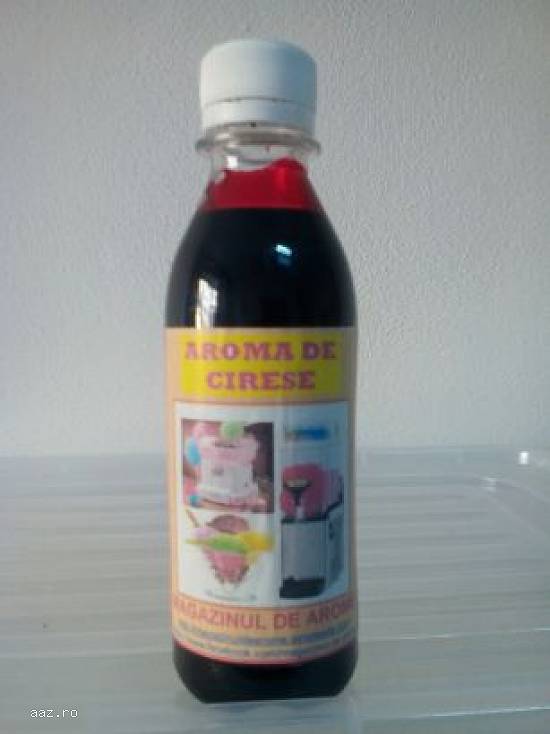 AROMA DE
CIRESE
MAGAZINUL DE AROME
aaz.ro